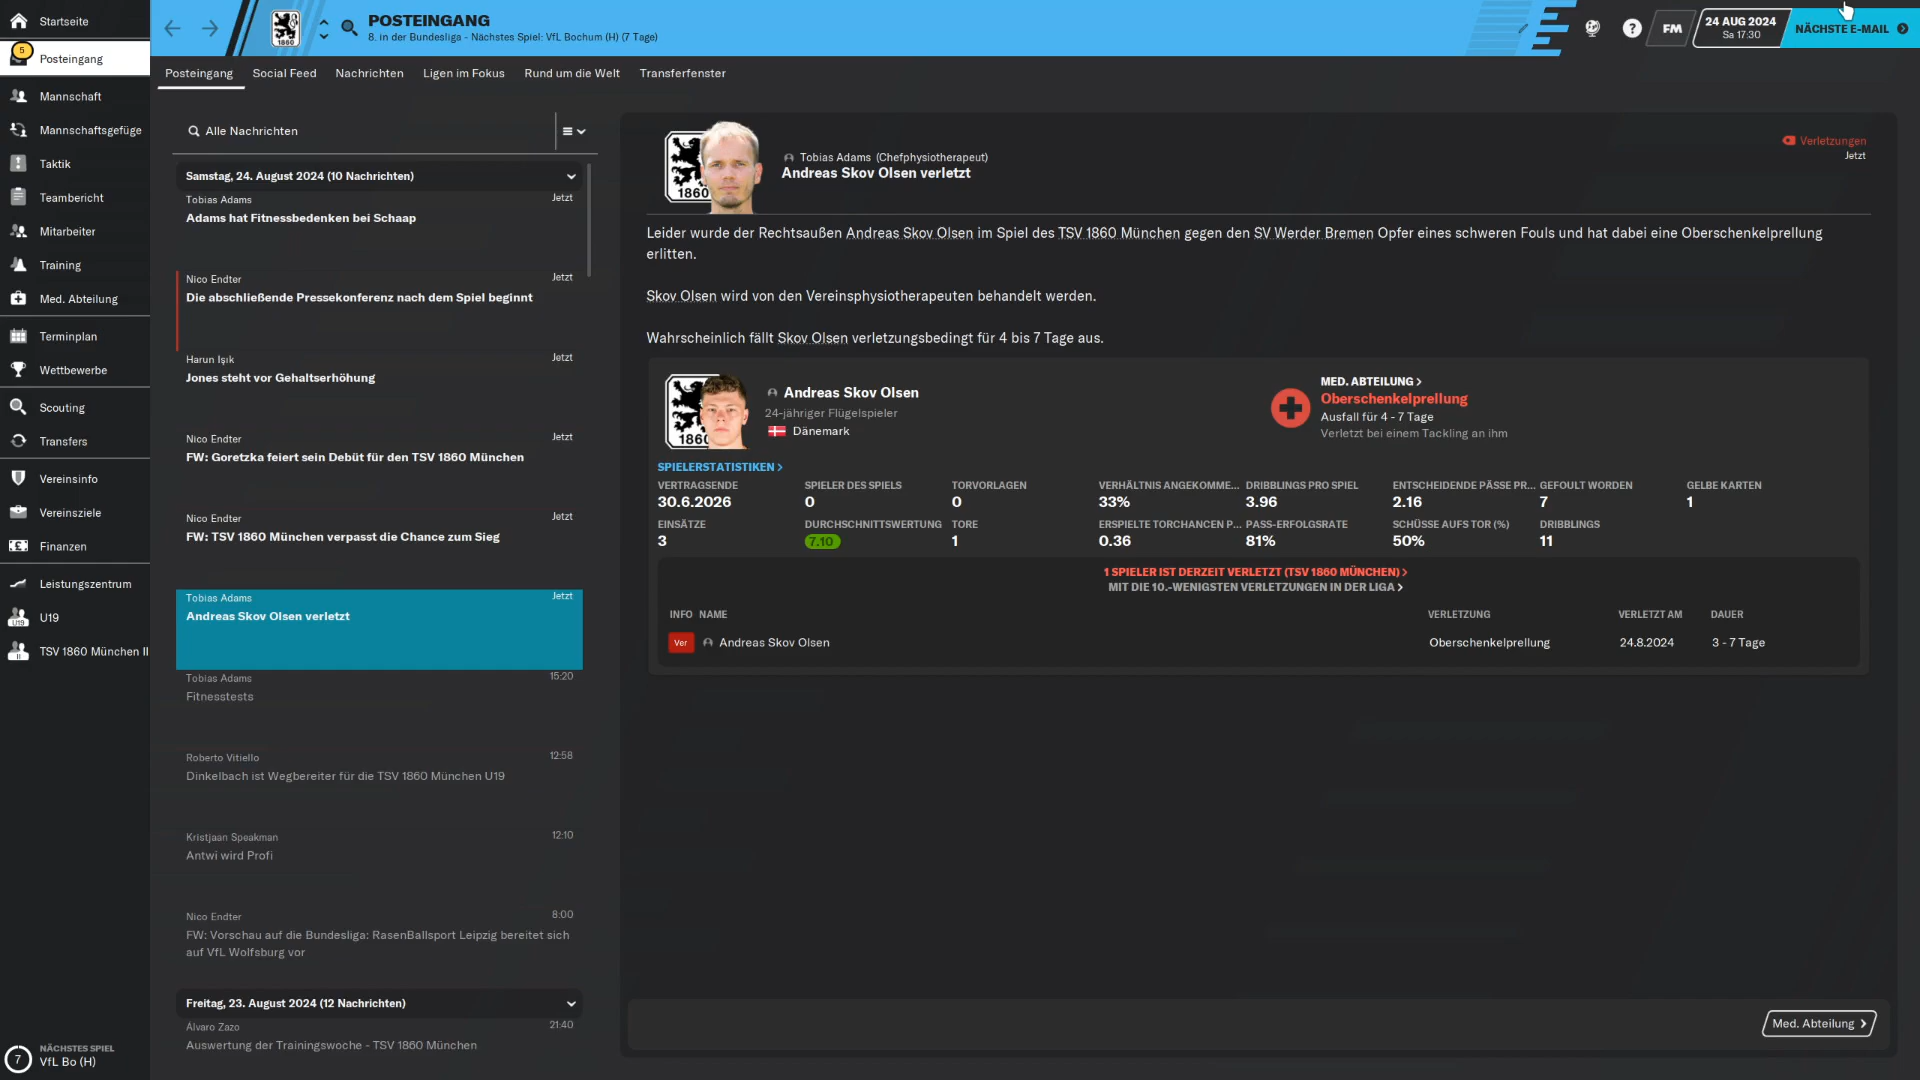 Startseite
5
Posteingang
Mannschaft
Mannschaftsgefüge
Taktik
Teambericht
Mitarbeiter
Training
Med. Abteilung
Terminplan
Wettbewerbe
Scouting
Transfers
Vereinsinfo
Vereinsziele
Finanzen
Leistungszentrum
U19
TSV 1860 München II
7
NÄCHSTES SPIEL
VfL Bo (H)
1860
POSTEINGANG
8. in der Bundesliga - Nächstes Spiel: VfL Bochum (H) (7 Tage)
?
FM
24 AUG 2024
Sa 17:30
NÄCHSTE E-MAIL
Posteingang
Social Feed
Nachrichten
Ligen im Fokus
Rund um die Welt
Transferfenster
Alle Nachrichten
Samstag, 24. August 2024 (10 Nachrichten)
Tobias Adams Jetzt
Adams hat Fitnessbedenken bei Schaap
Nico Endter Jetzt
Die abschließende Pressekonferenz nach dem Spiel beginnt
Harun Işık Jetzt
Jones steht vor Gehaltserhöhung
Nico Endter Jetzt
FW: Goretzka feiert sein Debüt für den TSV 1860 München
Nico Endter Jetzt
FW: TSV 1860 München verpasst die Chance zum Sieg
Tobias Adams Jetzt
Andreas Skov Olsen verletzt
Tobias Adams 15:20
Fitnesstests
Roberto Vitiello 12:58
Dinkelbach ist Wegbereiter für die TSV 1860 München U19
Kristjaan Speakman 12:10
Antwi wird Profi
Nico Endter 8:00
FW: Vorschau auf die Bundesliga: RasenBallsport Leipzig bereitet sich
auf VfL Wolfsburg vor
Freitag, 23. August 2024 (12 Nachrichten)
Álvaro Zazo 21:40
Auswertung der Trainingswoche - TSV 1860 München
1860
Tobias Adams (Chefphysiotherapeut)
Andreas Skov Olsen verletzt
Verletzungen
Jetzt
Leider wurde der Rechtsaußen Andreas Skov Olsen im Spiel des TSV 1860 München gegen den SV Werder Bremen Opfer eines schweren Fouls und hat dabei eine Oberschenkelprellung
erlitten.
Skov Olsen wird von den Vereinsphysiotherapeuten behandelt werden.
Wahrscheinlich fällt Skov Olsen verletzungsbedingt für 4 bis 7 Tage aus.
1860
Andreas Skov Olsen
24-jähriger Flügelspieler
Dänemark
MED. ABTEILUNG >
Oberschenkelprellung
Ausfall für 4 - 7 Tage
Verletzt bei einem Tackling an ihm
SPIELERSTATISTIKEN >
VERTRAGSENDE SPIELER DES SPIELS TORVORLAGEN VERHÄLTNIS ANGEKOMME... DRIBBLINGS PRO SPIEL ENTSCHEIDENDE PÄSSE PR... GEFOULT WORDEN GELBE KARTEN
30.6.2026 0 0 33% 3.96 2.16 7 1
EINSÄTZE DURCHSCHNITTSWERTUNG TORE ERSPIELTE TORCHANCEN P... PASS-ERFOLGSRATE SCHÜSSE AUFS TOR (%) DRIBBLINGS
3 7.10 1 0.36 81% 50% 11
1 SPIELER IST DERZEIT VERLETZT (TSV 1860 MÜNCHEN) >
MIT DIE 10.-WENIGSTEN VERLETZUNGEN IN DER LIGA >
INFO NAME VERLETZUNG VERLETZT AM DAUER
Ver Andreas Skov Olsen Oberschenkelprellung 24.8.2024 3 - 7 Tage
Med. Abteilung >